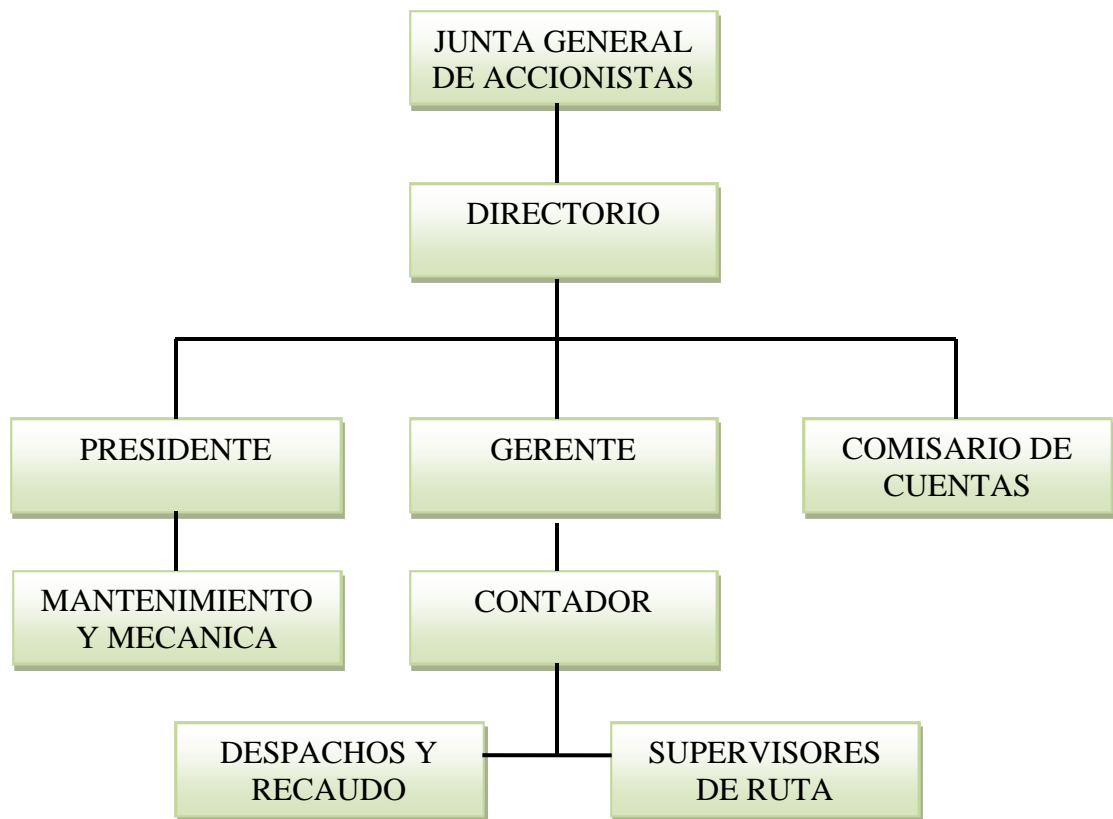 JUNTA GENERAL
DE ACCIONISTAS
DIRECTORIO
PRESIDENTE
GERENTE
COMISARIO DE
CUENTAS
MANTENIMIENTO
Y MECANICA
CONTADOR
DESPACHOS Y
RECAUDO
SUPERVISORES
DE RUTA